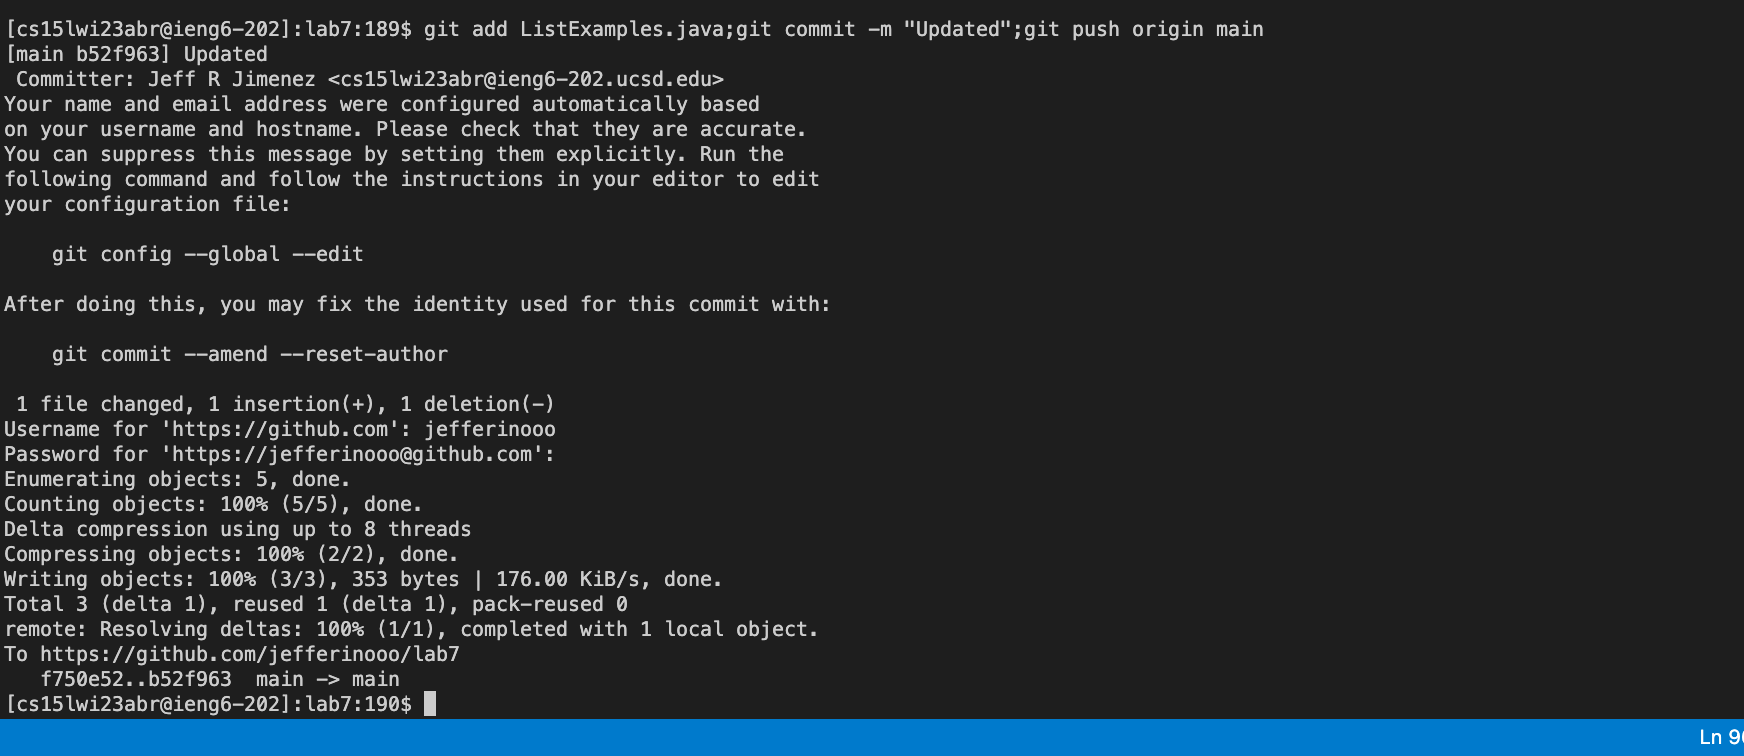 [cs15lwi23abr@ieng6-202]:lab7:189$ git add ListExamples.java;git commit -m "Updated";git push origin main
[main b52f963] Updated
 Committer: Jeff R Jimenez <cs15lwi23abr@ieng6-202.ucsd.edu>
Your name and email address were configured automatically based
on your username and hostname. Please check that they are accurate.
You can suppress this message by setting them explicitly. Run the
following command and follow the instructions in your editor to edit
your configuration file:

    git config --global --edit

After doing this, you may fix the identity used for this commit with:

    git commit --amend --reset-author

 1 file changed, 1 insertion(+), 1 deletion(-)
Username for 'https://github.com': jefferinooo
Password for 'https://jefferinooo@github.com':
Enumerating objects: 5, done.
Counting objects: 100% (5/5), done.
Delta compression using up to 8 threads
Compressing objects: 100% (2/2), done.
Writing objects: 100% (3/3), 353 bytes | 176.00 KiB/s, done.
Total 3 (delta 1), reused 1 (delta 1), pack-reused 0
remote: Resolving deltas: 100% (1/1), completed with 1 local object.
To https://github.com/jefferinooo/lab7
   f750e52..b52f963  main -> main
[cs15lwi23abr@ieng6-202]:lab7:190$
Ln